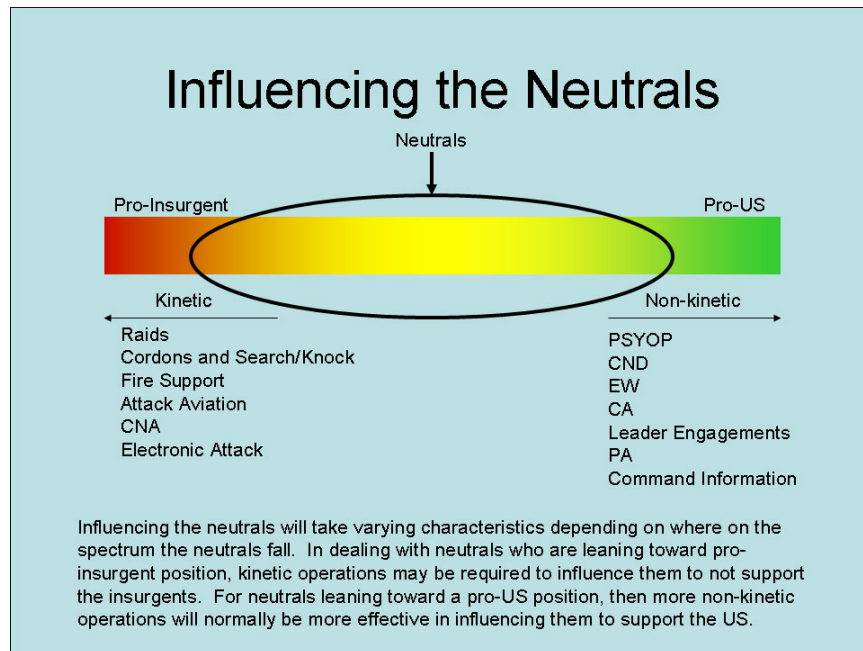 Influencing the Neutrals
Neutrals
Pro-Insurgent
Pro-US
Kinetic
Raids
Cordons and Search/Knock
Fire Support
Attack Aviation
CNA
Electronic Attack
Non-kinetic
PSYOP
CND
EW
CA
Leader Engagements
PA
Command Information
Influencing the neutrals will take varying characteristics depending on where on the
spectrum the neutrals fall.  In dealing with neutrals who are leaning toward pro-
insurgent position, kinetic operations may be required to influence them to not support
the insurgents.  For neutrals leaning toward a pro-US position, then more non-kinetic
operations will normally be more effective in influencing them to support the US.